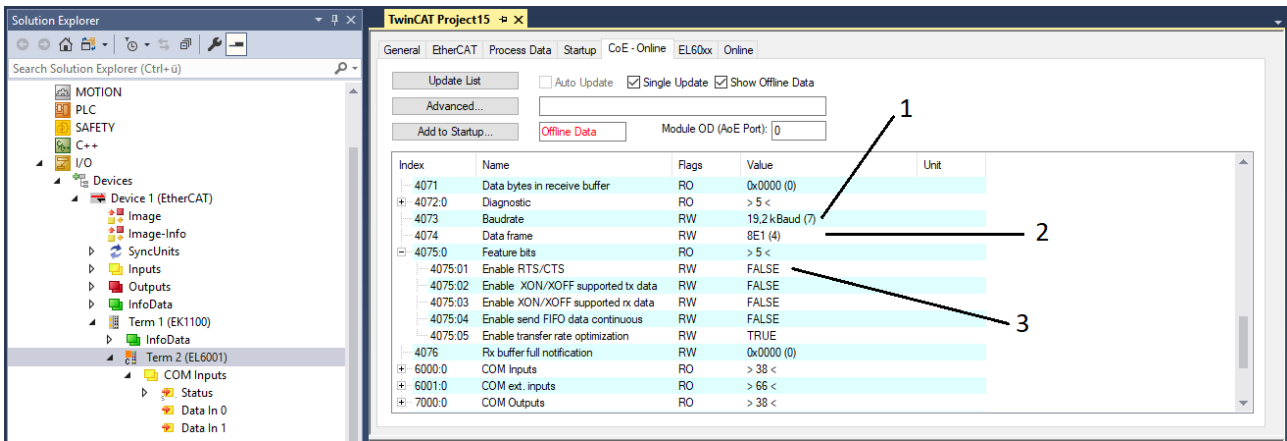 Solution Explorer
Search Solution Explorer (Ctrl+ü)
MOTION
PLC
SAFETY
C++
I/O
Devices
Device 1 (EtherCAT)
Image
Image-Info
SyncUnits
Inputs
Outputs
InfoData
Term 1 (EK1100)
InfoData
Term 2 (EL6001)
COM Inputs
Status
Data In 0
Data In 1
TwinCAT Project15
General EtherCAT Process Data Startup CoE - Online EL60xx Online
Update List Auto Update Single Update Show Offline Data
Advanced...
Add to Startup... Offline Data Module OD (AoE Port): 0
1
Index Name Flags Value Unit
4071 Data bytes in receive buffer RO 0x0000 (0)
4072:0 Diagnostic RO > 5 <
4073 Baudrate RW 19,2 kBaud (7)
4074 Data frame RW 8E1 (4) 2
4075:0 Feature bits RO > 5 <
4075:01 Enable RTS/CTS RW FALSE
4075:02 Enable XON/XOFF supported tx data RW FALSE
4075:03 Enable XON/XOFF supported rx data RW FALSE
4075:04 Enable send FIFO data continuous RW FALSE 3
4075:05 Enable transfer rate optimization RW TRUE
4076 Rx buffer full notification RW 0x0000 (0)
6000:0 COM Inputs RO > 38 <
6001:0 COM ext. inputs RO > 66 <
7000:0 COM Outputs RO > 38 <